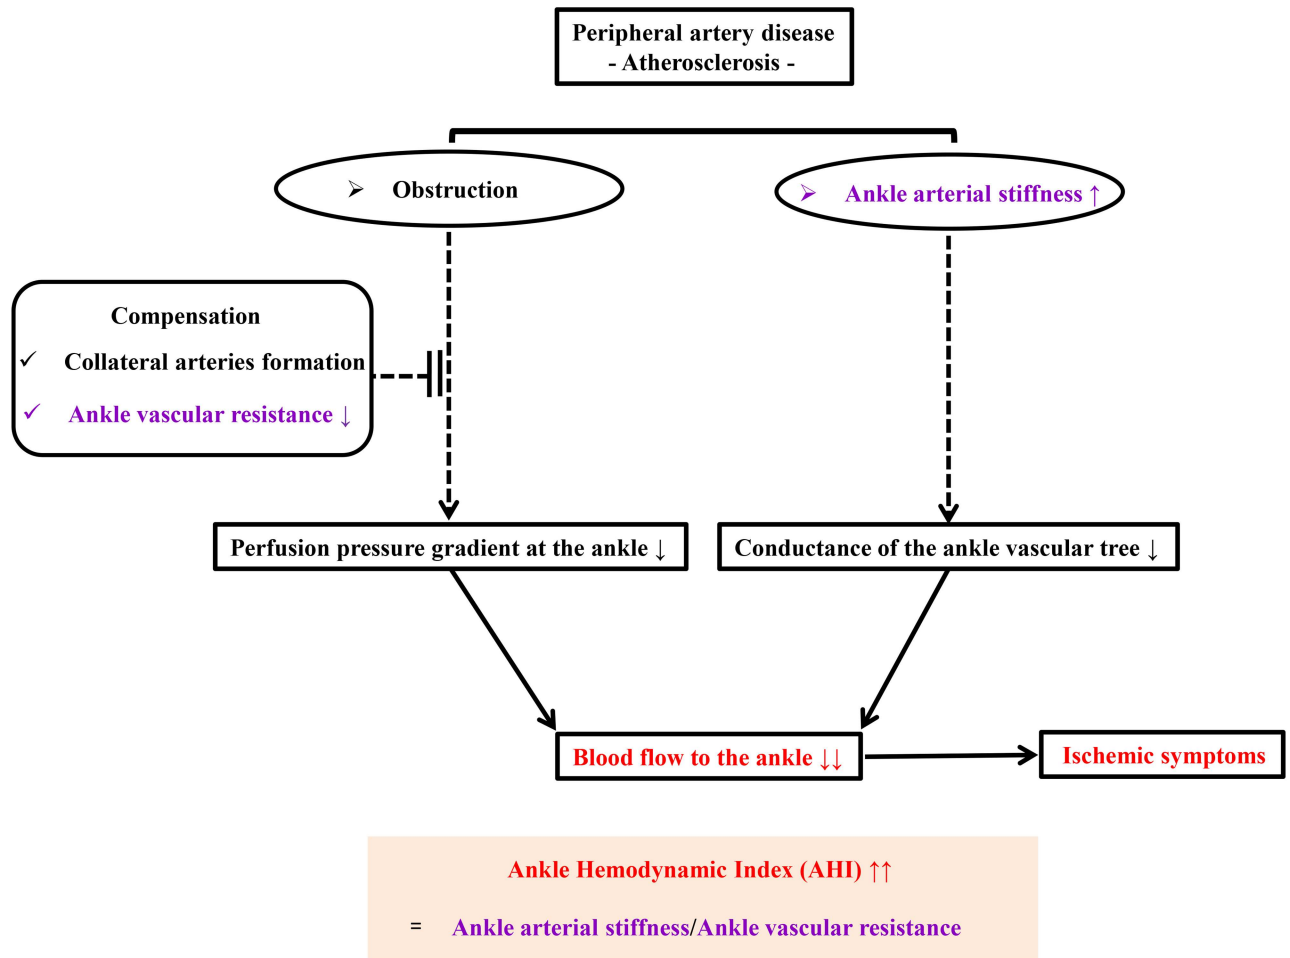 Peripheral artery disease
- Atherosclerosis -
➢ Obstruction
➢ Ankle arterial stiffness ↑
Compensation
✓ Collateral arteries formation
✓ Ankle vascular resistance ↓
Perfusion pressure gradient at the ankle ↓
Conductance of the ankle vascular tree ↓
Blood flow to the ankle ↓↓
Ischemic symptoms
Ankle Hemodynamic Index (AHI) ↑↑
= Ankle arterial stiffness/Ankle vascular resistance